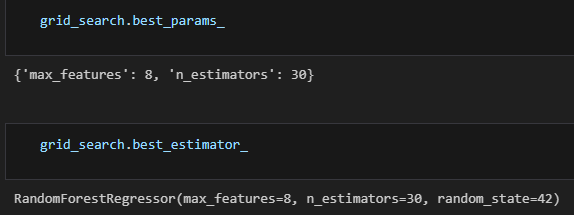 grid_search.best_params_
{'max_features': 8, 'n_estimators': 30}
grid_search.best_estimator_
RandomForestRegressor(max_features=8, n_estimators=30, random_state=42)